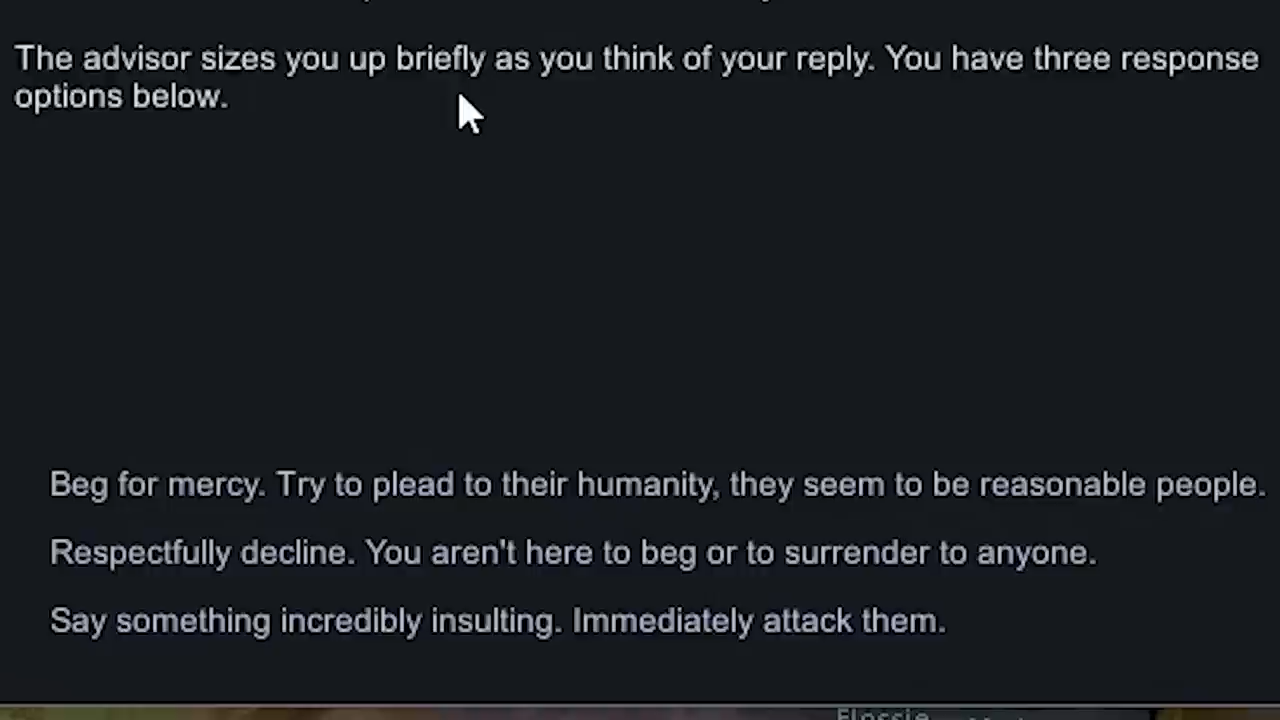 The advisor sizes you up briefly as you think of your reply. You have three response
options below.
Beg for mercy. Try to plead to their humanity, they seem to be reasonable people.
Respectfully decline. You aren't here to beg or to surrender to anyone.
Say something incredibly insulting. Immediately attack them.
Flossie